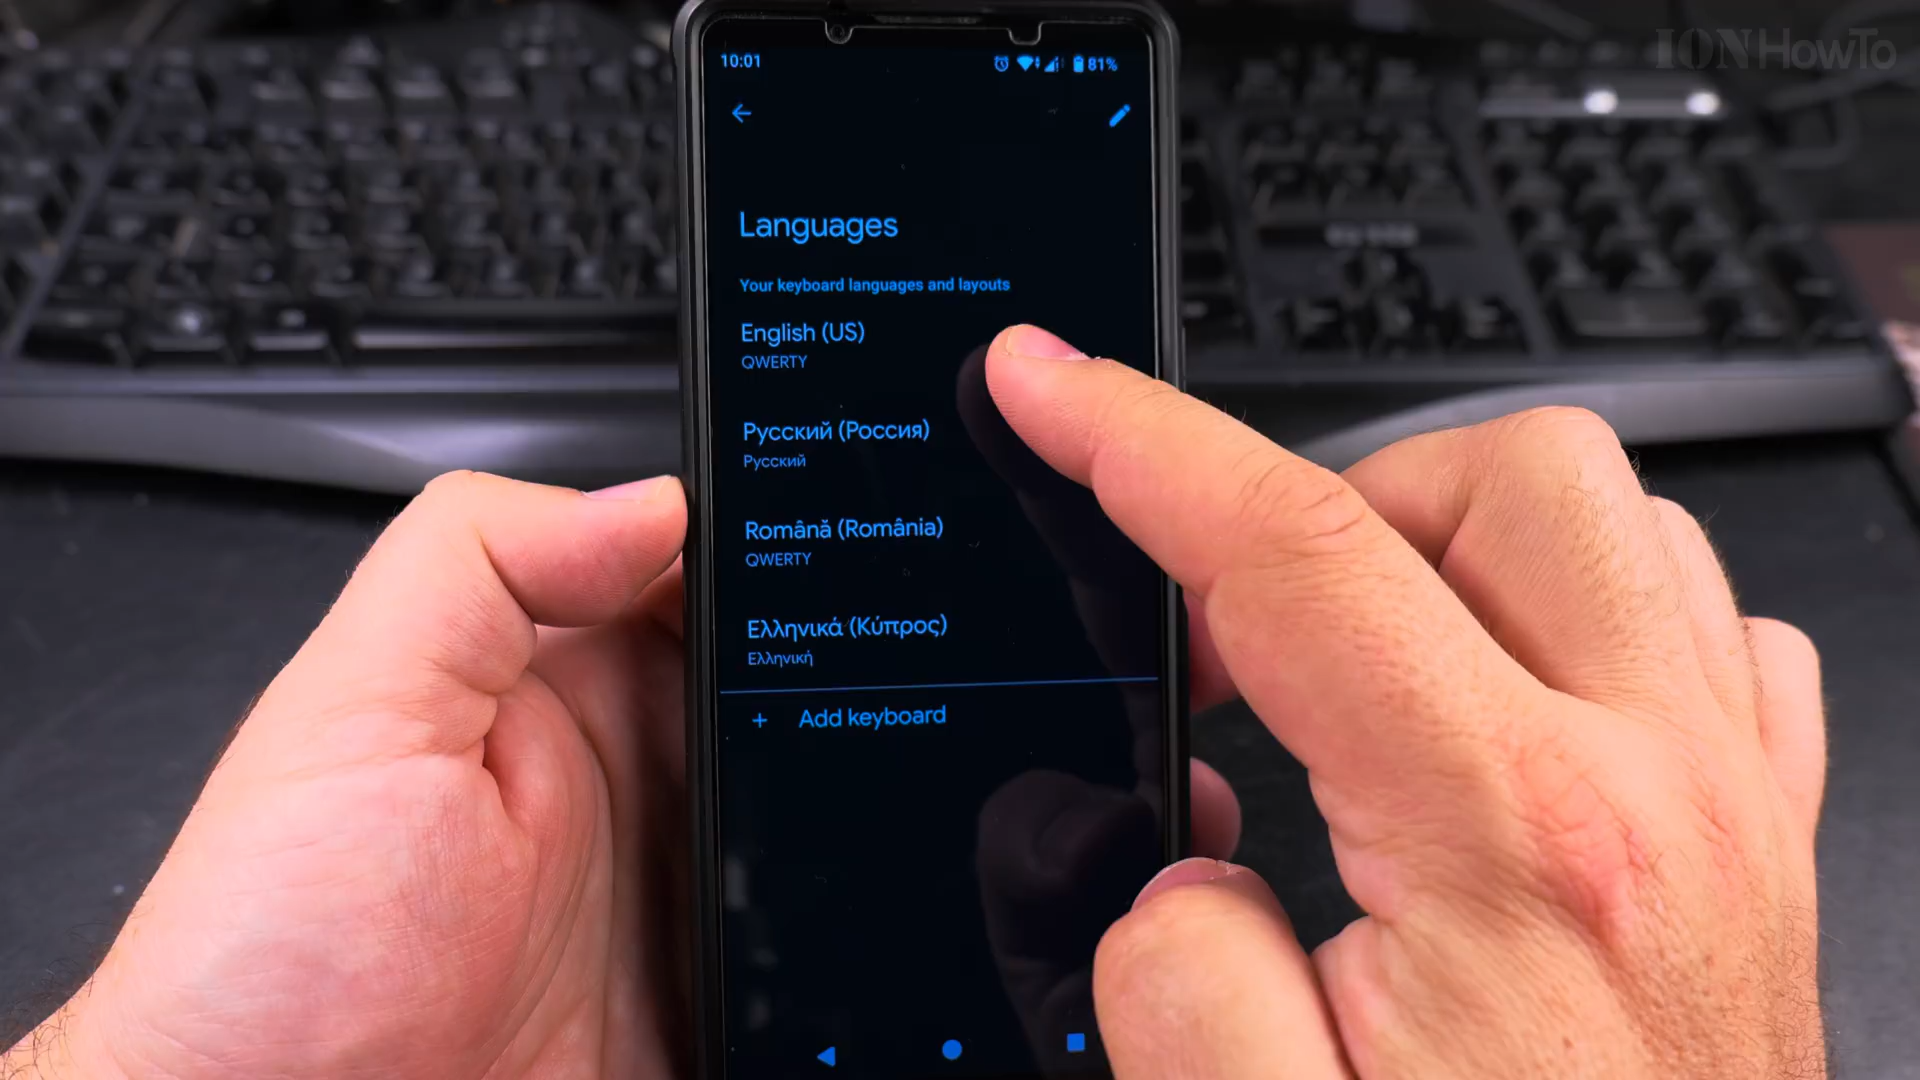 IONHowTo
10:01
81%
Languages
Your keyboard languages and layouts
English (US)
QWERTY
Русский (Россия)
Русский
Română (România)
QWERTY
Ελληνικά (Κύπρος)
Ελληνική
+ Add keyboard